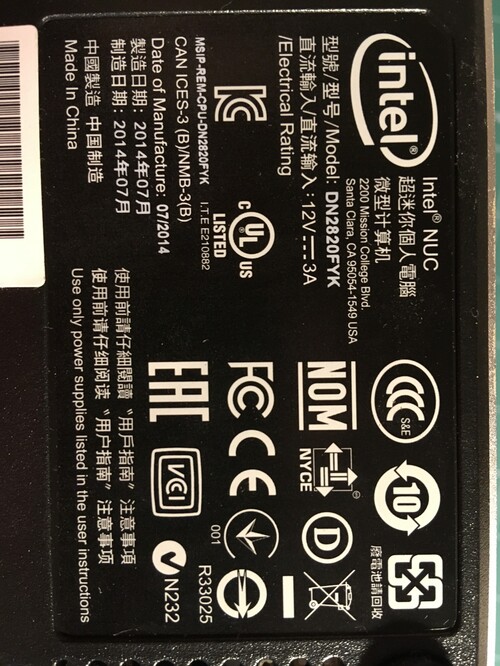 intel®
Intel® NUC
超迷你個人電腦
微型计算机
2200 Mission College Blvd.
Santa Clara, CA 95054-1549 USA
型號/型号/Model: DN2820FYK
直流輸入/直流输入: 12V⎓3A
/Electrical Rating
C UL US
LISTED
I.T.E E210882
MSIP-REM-CPU-DN2820FYK
CAN ICES-3 (B)/NMB-3(B)
Date of Manufacture: 07/2014
製造日期: 2014年07月
制造日期: 2014年07月
中國製造 中国制造
Made In China
CCC S&E
10
廢電池請回收
NOM
NYCE
D
FCC
001
R33025
EAC
VCI
N232
使用前請仔細閱讀“用戶指南”注意事項
使用前请仔细阅读“用户指南”注意事项
Use only power supplies listed in the user instructions